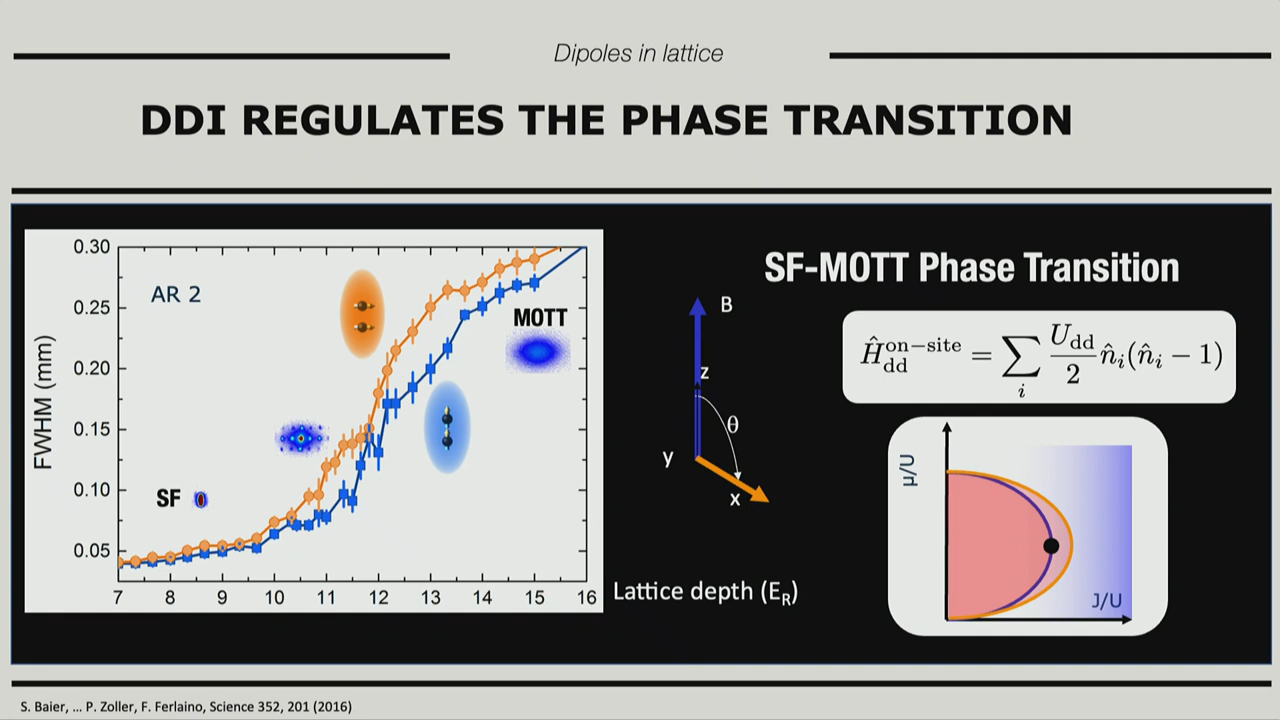 Dipoles in lattice
DDI REGULATES THE PHASE TRANSITION
FWHM (mm)
0.30
0.25
0.20
0.15
0.10
0.05
AR 2
SF
MOTT
7 8 9 10 11 12 13 14 15 16
Lattice depth (E_R)
B
z
θ
y
x
SF-MOTT Phase Transition
Ĥ_dd^on−site = ∑_i U_dd/2 n̂_i(n̂_i − 1)
μ/U
J/U
S. Baier, ... P. Zoller, F. Ferlaino, Science 352, 201 (2016)